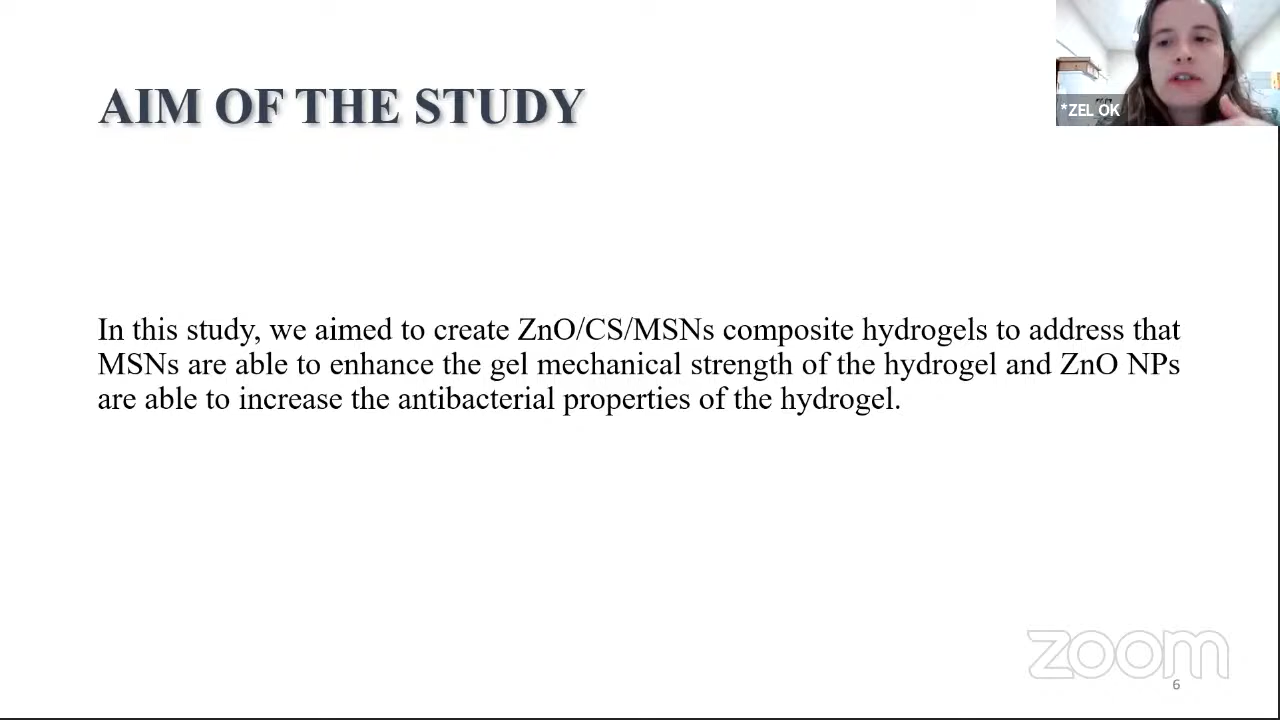 AIM OF THE STUDY
*ZEL OK
In this study, we aimed to create ZnO/CS/MSNs composite hydrogels to address that
MSNs are able to enhance the gel mechanical strength of the hydrogel and ZnO NPs
are able to increase the antibacterial properties of the hydrogel.
zoom
6